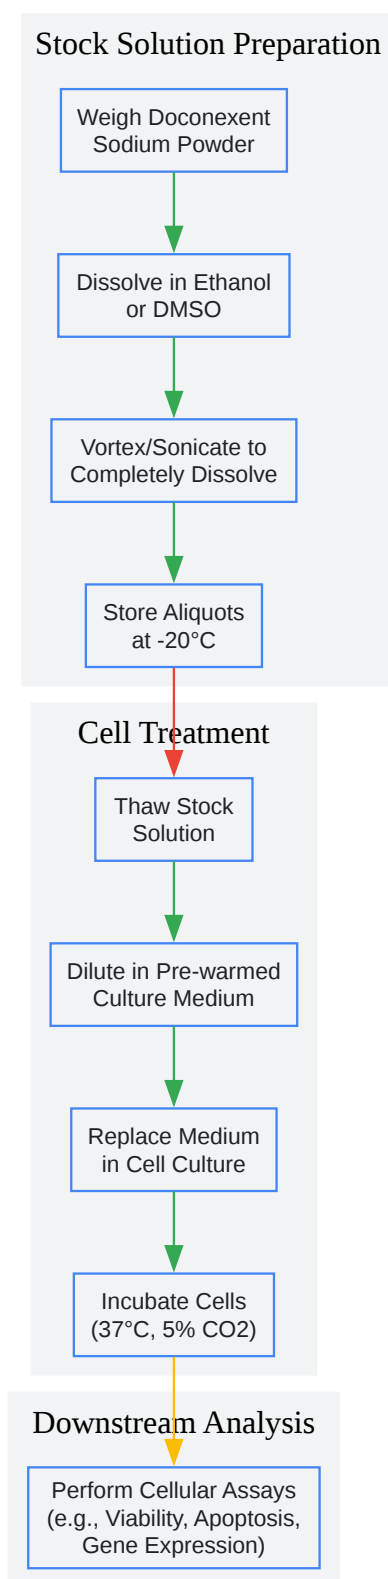 Stock Solution Preparation
Weigh Doconexent
Sodium Powder
Dissolve in Ethanol
or DMSO
Vortex/Sonicate to
Completely Dissolve
Store Aliquots
at -20°C
Cell Treatment
Thaw Stock
Solution
Dilute in Pre-warmed
Culture Medium
Replace Medium
in Cell Culture
Incubate Cells
(37°C, 5% CO2)
Downstream Analysis
Perform Cellular Assays
(e.g., Viability, Apoptosis,
Gene Expression)